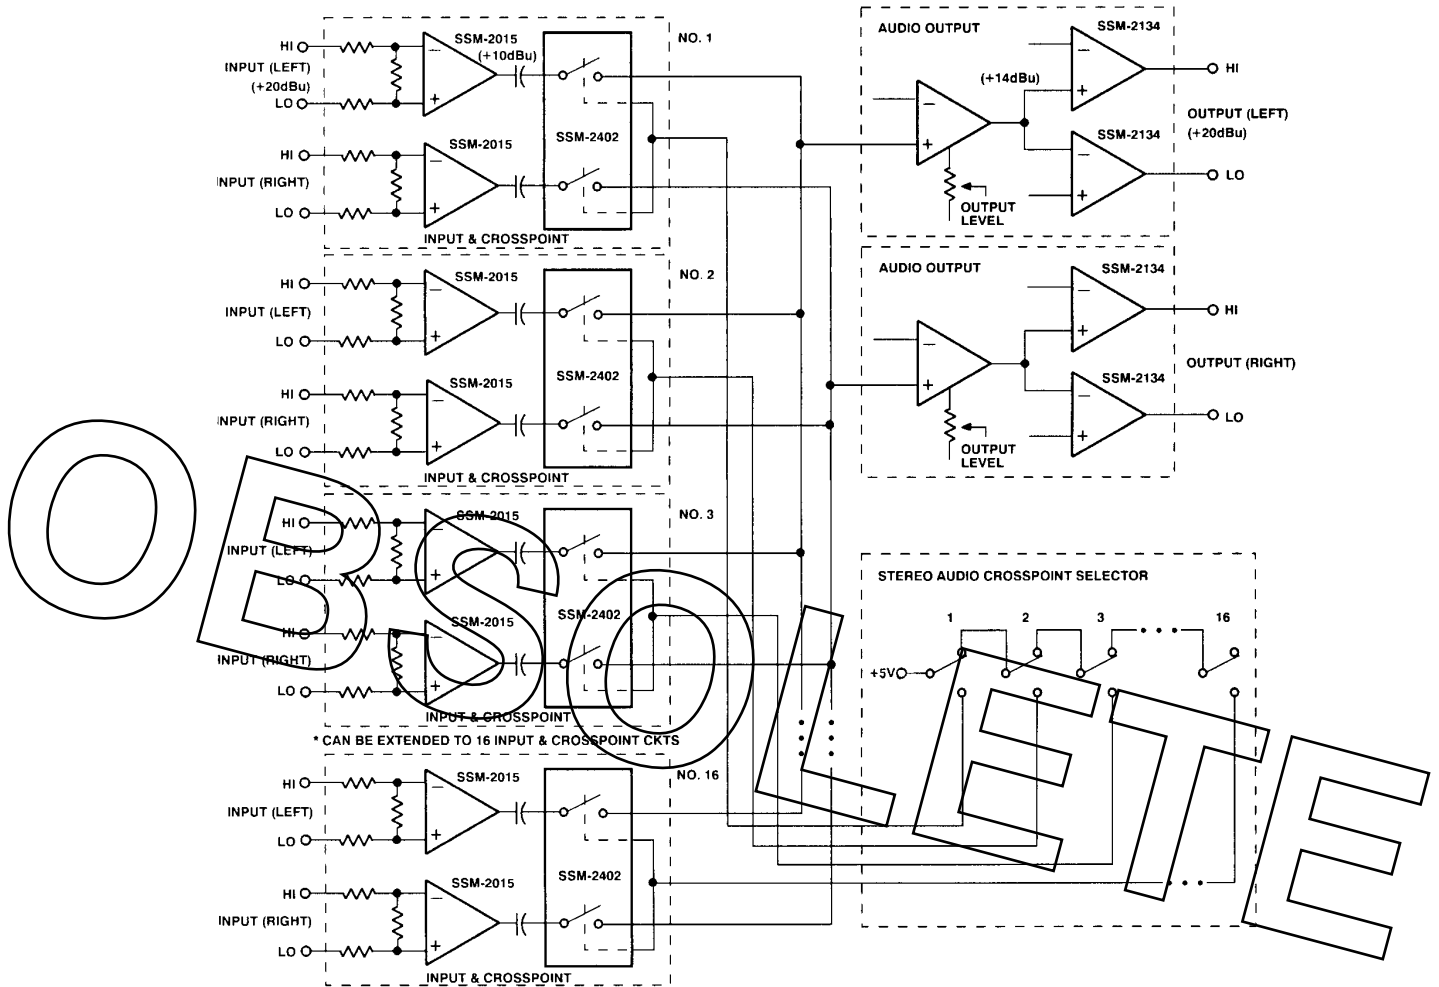 NO. 1
SSM-2015
(+10dBu)
HI
INPUT (LEFT)
(+20dBu)
LO
−
+
SSM-2402
SSM-2015
HI
INPUT (RIGHT)
LO
−
+
INPUT & CROSSPOINT
NO. 2
SSM-2015
HI
INPUT (LEFT)
LO
−
+
SSM-2402
SSM-2015
HI
INPUT (RIGHT)
LO
−
+
INPUT & CROSSPOINT
NO. 3
SSM-2015
HI
INPUT (LEFT)
LO
−
+
SSM-2402
SSM-2015
HI
INPUT (RIGHT)
LO
−
+
INPUT & CROSSPOINT
* CAN BE EXTENDED TO 16 INPUT & CROSSPOINT CKTS
NO. 16
SSM-2015
HI
INPUT (LEFT)
LO
−
+
SSM-2402
SSM-2015
HI
INPUT (RIGHT)
LO
−
+
INPUT & CROSSPOINT
AUDIO OUTPUT
SSM-2134
(+14dBu)
−
+
−
+
HI
OUTPUT (LEFT)
(+20dBu)
SSM-2134
−
+
LO
OUTPUT
LEVEL
AUDIO OUTPUT
SSM-2134
−
+
−
+
HI
OUTPUT (RIGHT)
SSM-2134
−
+
LO
OUTPUT
LEVEL
STEREO AUDIO CROSSPOINT SELECTOR
1 2 3 • • • 16
+5V
• • •
OBSOLETE